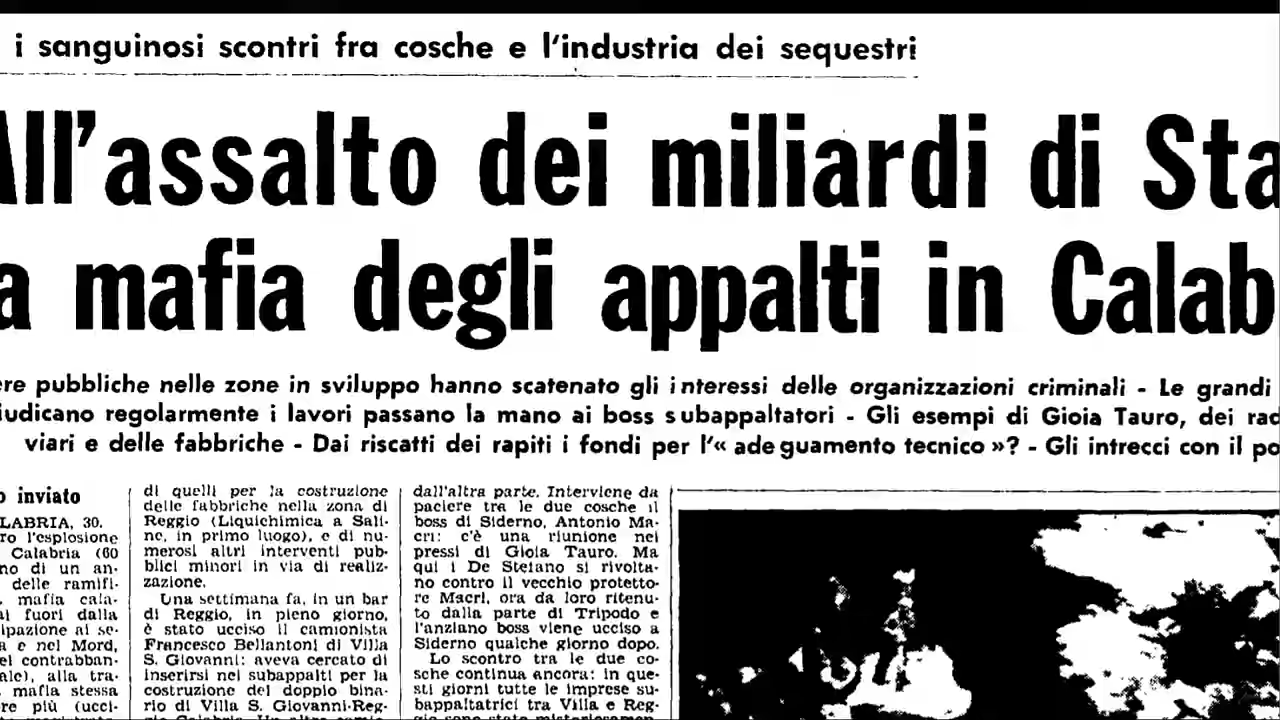 i sanguinosi scontri fra cosche e l'industria dei sequestri
All'assalto dei miliardi di Sta
a mafia degli appalti in Calab
ere pubbliche nelle zone in sviluppo hanno scatenato gli interessi delle organizzazioni criminali - Le grandi
iudicano regolarmente i lavori passano la mano ai boss subappaltatori - Gli esempi di Gioia Tauro, dei rad
viari e delle fabbriche - Dai riscatti dei rapiti i fondi per l'« adeguamento tecnico »? - Gli intrecci con il po
o inviato
LABRIA, 30.
ro l'esplosione
Calabria (60
no di un an-
delle ramifi-
mafia cala-
al fuori dalla
ipazione ai se-
a e nel Mord,
el contrabban-
ale), alla tra-
mafia stessa
re più (ucci-
di quelli per la costruzione
delle fabbriche nella zona di
Reggio (Liquichimica a Sali-
ne, in primo luogo), e di nu-
merosi altri interventi pub-
blici minori in via di realiz-
zazione.
Una settimana fa, in un bar
di Reggio, in pieno giorno,
è stato ucciso il camionista
Francesco Bellantoni di Villa
S. Giovanni: aveva cercato di
inserirsi nei subappalti per la
costruzione del doppio bina-
rio di Villa S. Giovanni-Reg-
dall'altra parte. Interviene da
paciere tra le due cosche il
boss di Siderno, Antonio Ma-
crì: c'è una riunione nei
pressi di Gioia Tauro. Ma
qui i De Stefano si rivolta-
no contro il vecchio protetto-
re Macrì, ora da loro ritenu-
to dalla parte di Tripodo e
l'anziano boss viene ucciso a
Siderno qualche giorno dopo.
Lo scontro tra le due co-
sche continua ancora: in que-
sti giorni tutte le imprese su-
bappaltatrici tra Villa e Reg-
gio sono state misteriosamen-